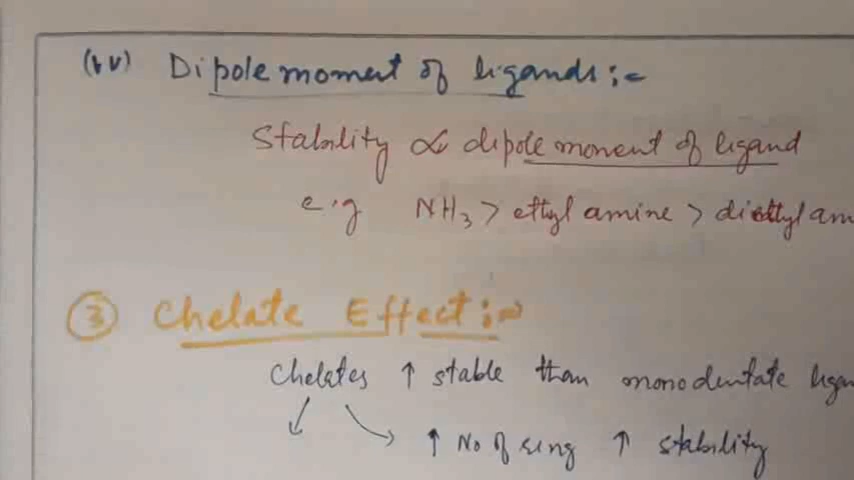 (iv) Dipole moment of ligands :-
Stability ∝ dipole moment of ligand
e.g NH3 > ethyl amine > diethyl am
③ Chelate Effect :-
Chelates ↑ stable than monodentate liga
↑ No of ring ↑ stability